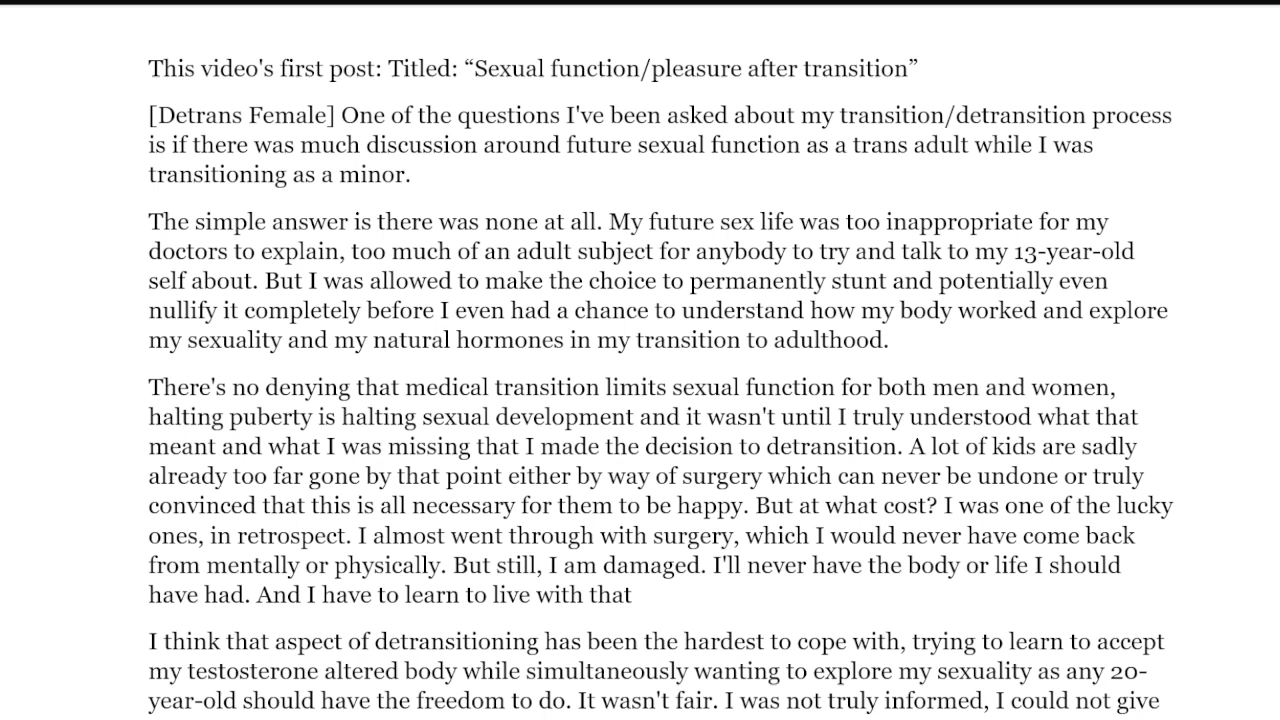 This video's first post: Titled: “Sexual function/pleasure after transition”
[Detrans Female] One of the questions I've been asked about my transition/detransition process
is if there was much discussion around future sexual function as a trans adult while I was
transitioning as a minor.
The simple answer is there was none at all. My future sex life was too inappropriate for my
doctors to explain, too much of an adult subject for anybody to try and talk to my 13-year-old
self about. But I was allowed to make the choice to permanently stunt and potentially even
nullify it completely before I even had a chance to understand how my body worked and explore
my sexuality and my natural hormones in my transition to adulthood.
There's no denying that medical transition limits sexual function for both men and women,
halting puberty is halting sexual development and it wasn't until I truly understood what that
meant and what I was missing that I made the decision to detransition. A lot of kids are sadly
already too far gone by that point either by way of surgery which can never be undone or truly
convinced that this is all necessary for them to be happy. But at what cost? I was one of the lucky
ones, in retrospect. I almost went through with surgery, which I would never have come back
from mentally or physically. But still, I am damaged. I'll never have the body or life I should
have had. And I have to learn to live with that
I think that aspect of detransitioning has been the hardest to cope with, trying to learn to accept
my testosterone altered body while simultaneously wanting to explore my sexuality as any 20-
year-old should have the freedom to do. It wasn't fair. I was not truly informed, I could not give